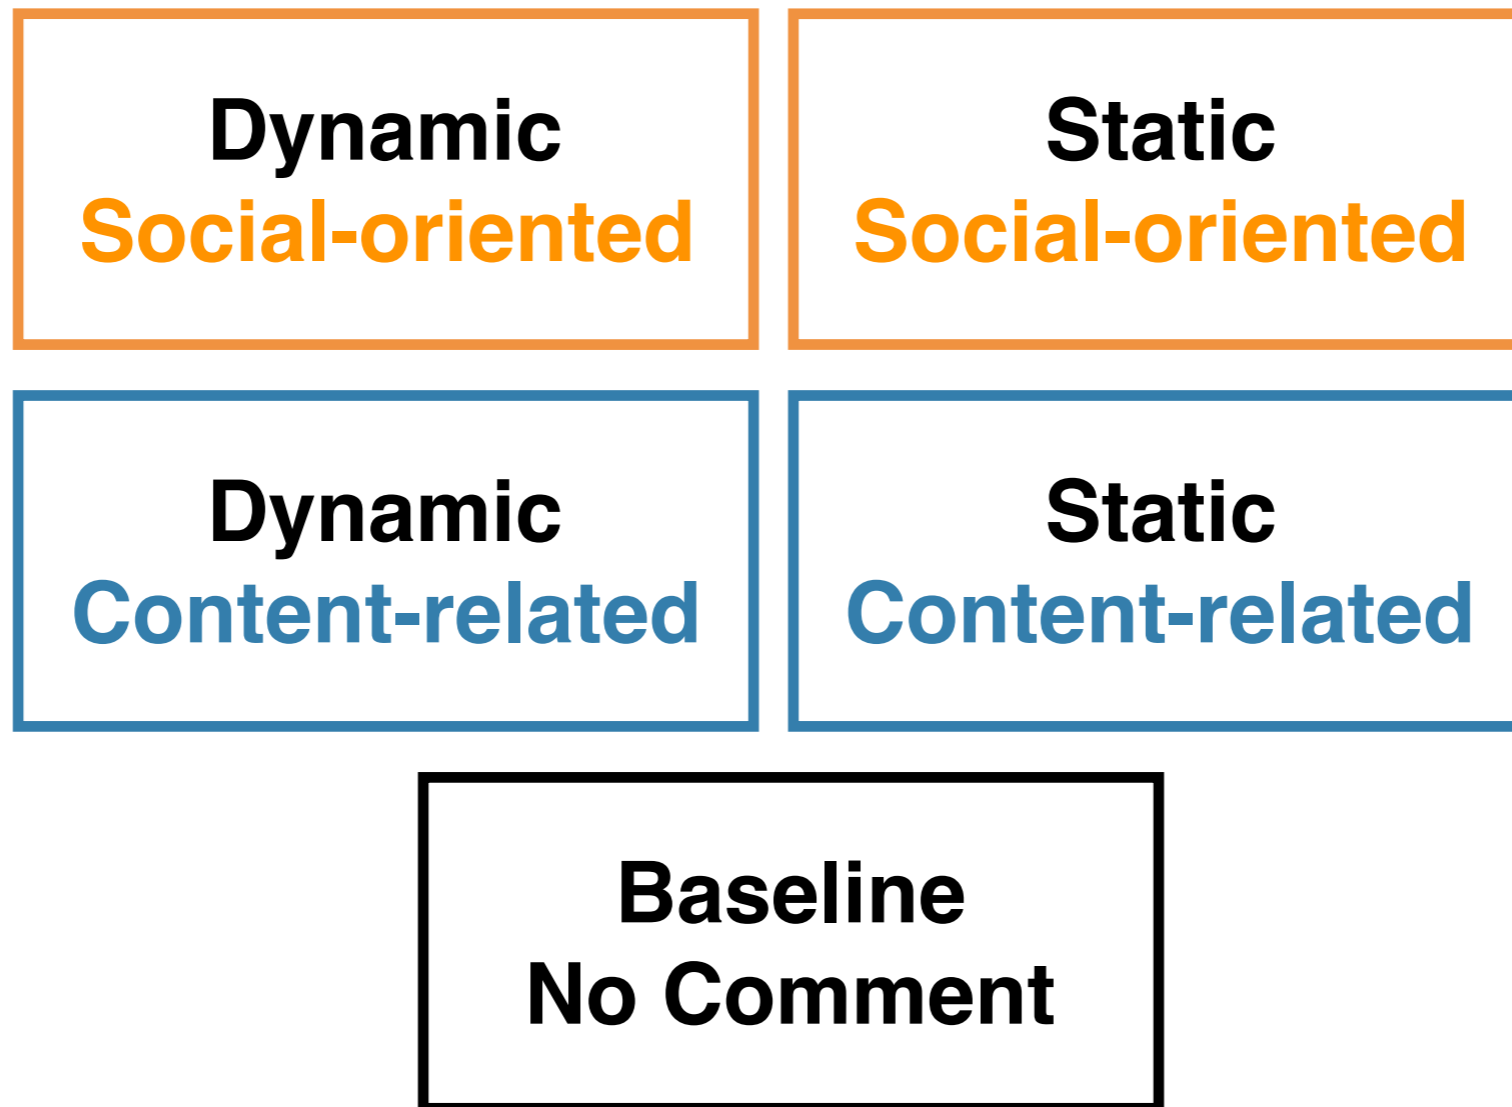 Dynamic
Social-oriented
Static
Social-oriented
Dynamic
Content-related
Static
Content-related
Baseline
No Comment